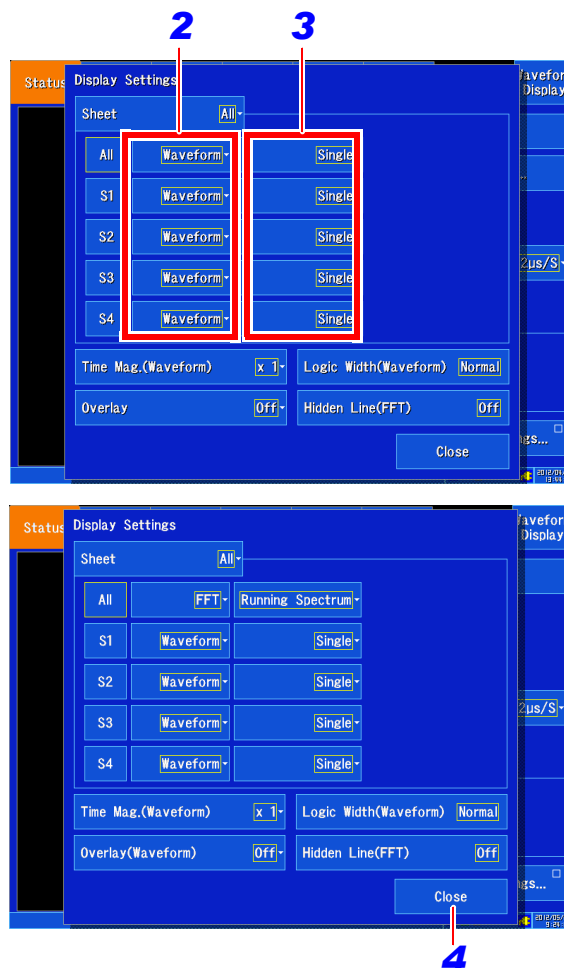 2 3
Status Display Settings
Display
Sheet All
All Waveform Single
S1 Waveform Single
S2 Waveform Single
2µs/S
S3 Waveform Single
S4 Waveform Single
Time Mag.(Waveform) x 1 Logic Width(Waveform) Normal
Overlay Off Hidden Line(FFT) Off
Close
Status Display Settings
Display
Sheet All
All FFT Running Spectrum
S1 Waveform Single
S2 Waveform Single
2µs/S
S3 Waveform Single
S4 Waveform Single
Time Mag.(Waveform) x 1 Logic Width(Waveform) Normal
Overlay(Waveform) Off Hidden Line(FFT) Off
Close
4